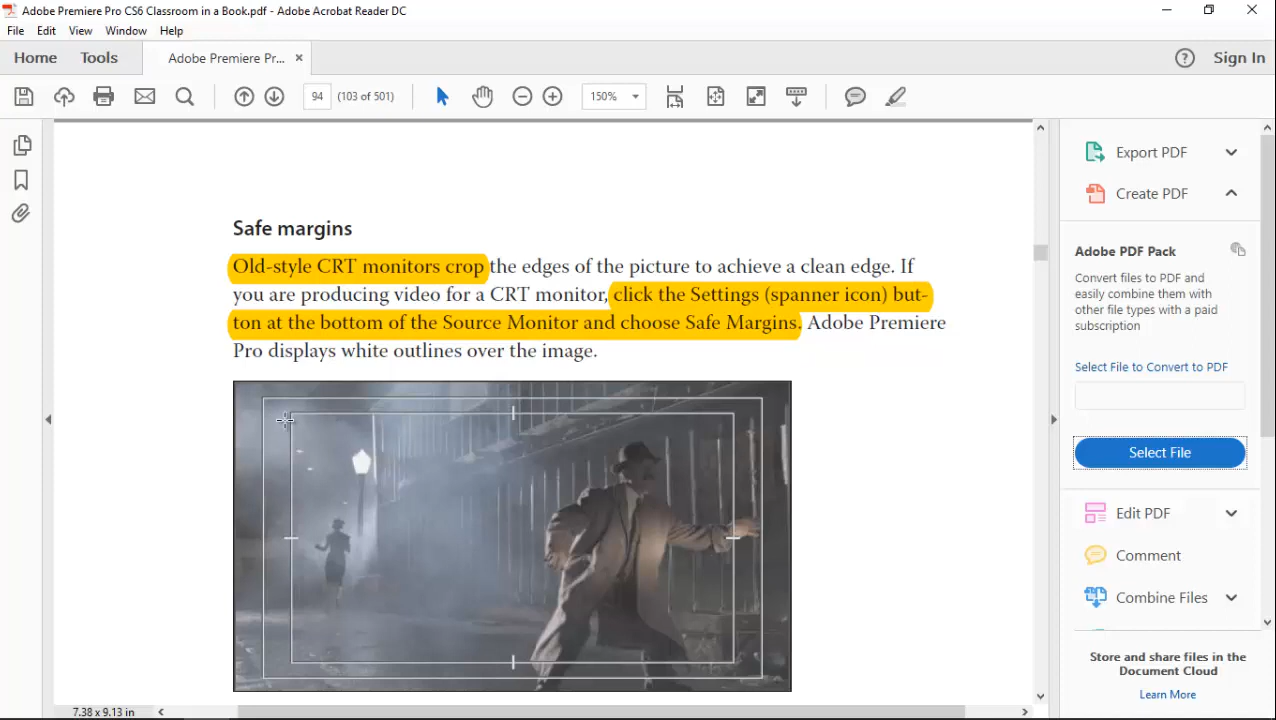 Adobe Premiere Pro CS6 Classroom in a Book.pdf - Adobe Acrobat Reader DC
File Edit View Window Help
Home Tools Adobe Premiere Pr... × Sign In
94 (103 of 501) 150%
Safe margins
Old-style CRT monitors crop the edges of the picture to achieve a clean edge. If
you are producing video for a CRT monitor, click the Settings (spanner icon) but-
ton at the bottom of the Source Monitor and choose Safe Margins. Adobe Premiere
Pro displays white outlines over the image.
7.38 x 9.13 in
Export PDF
Create PDF
Adobe PDF Pack
Convert files to PDF and
easily combine them with
other file types with a paid
subscription
Select File to Convert to PDF
Select File
Edit PDF
Comment
Combine Files
Store and share files in the
Document Cloud
Learn More